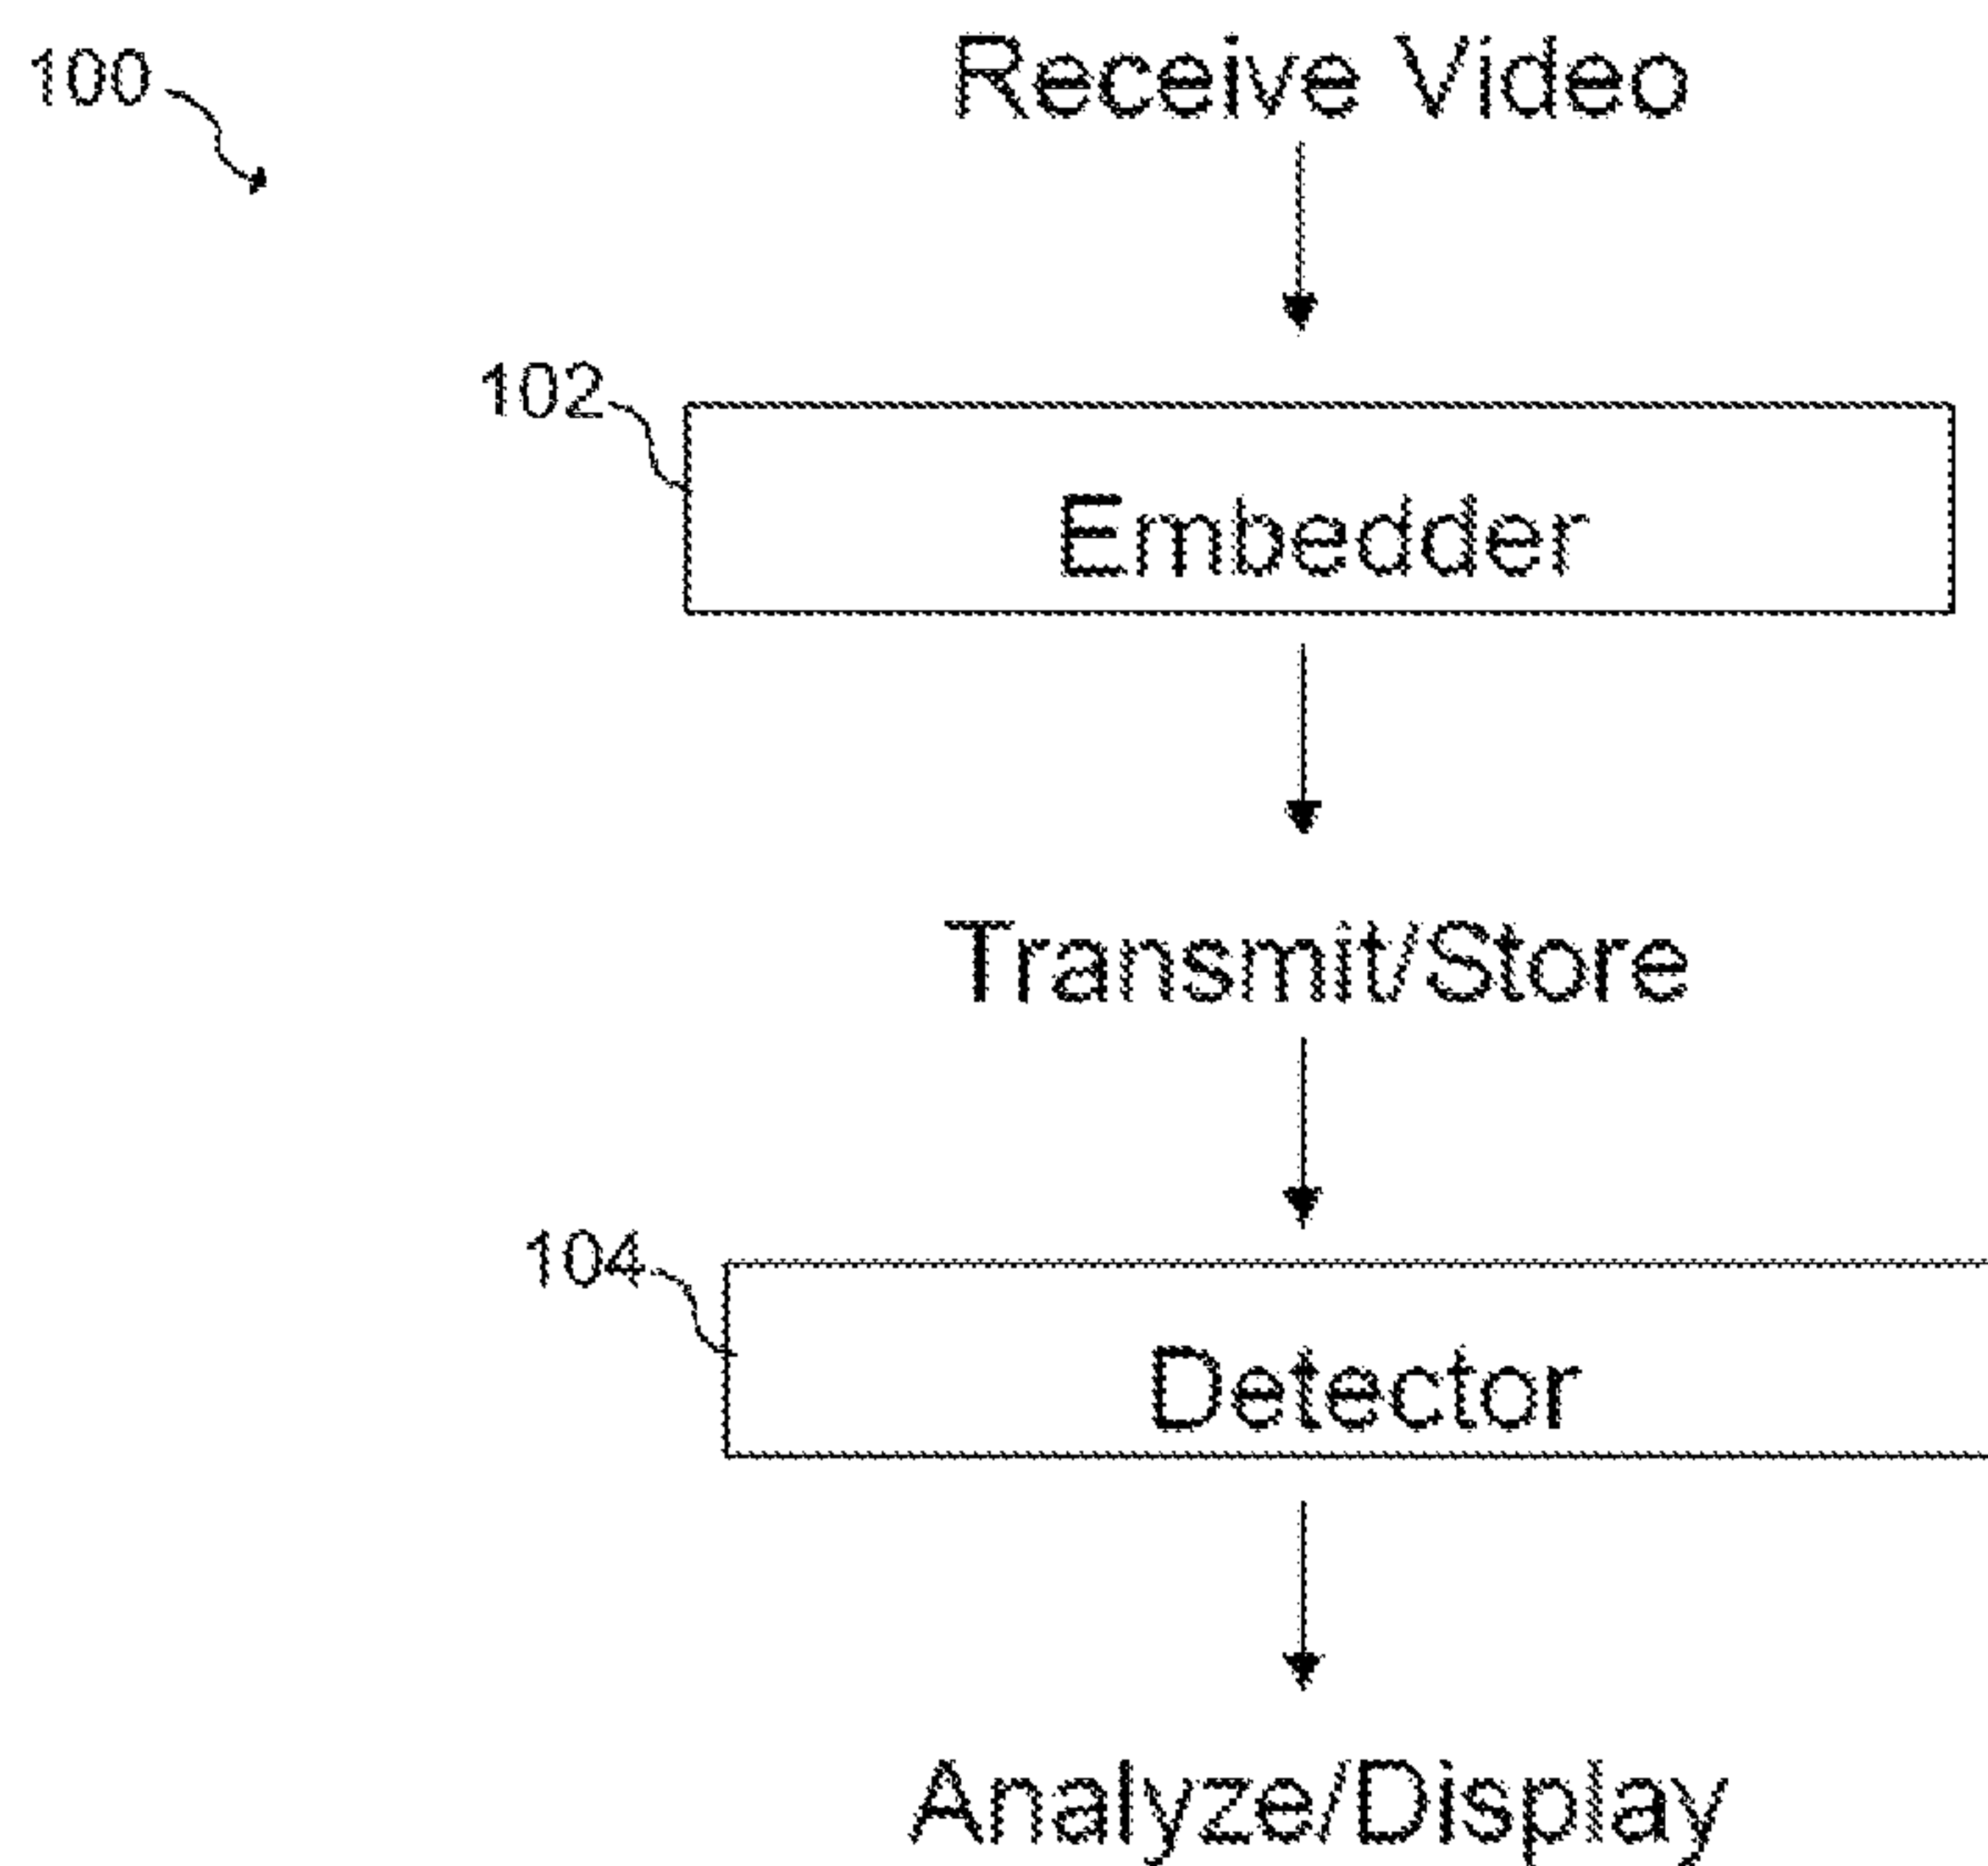 100
Receive Video
102
Embedder
Transmit/Store
104
Detector
Analyze/Display